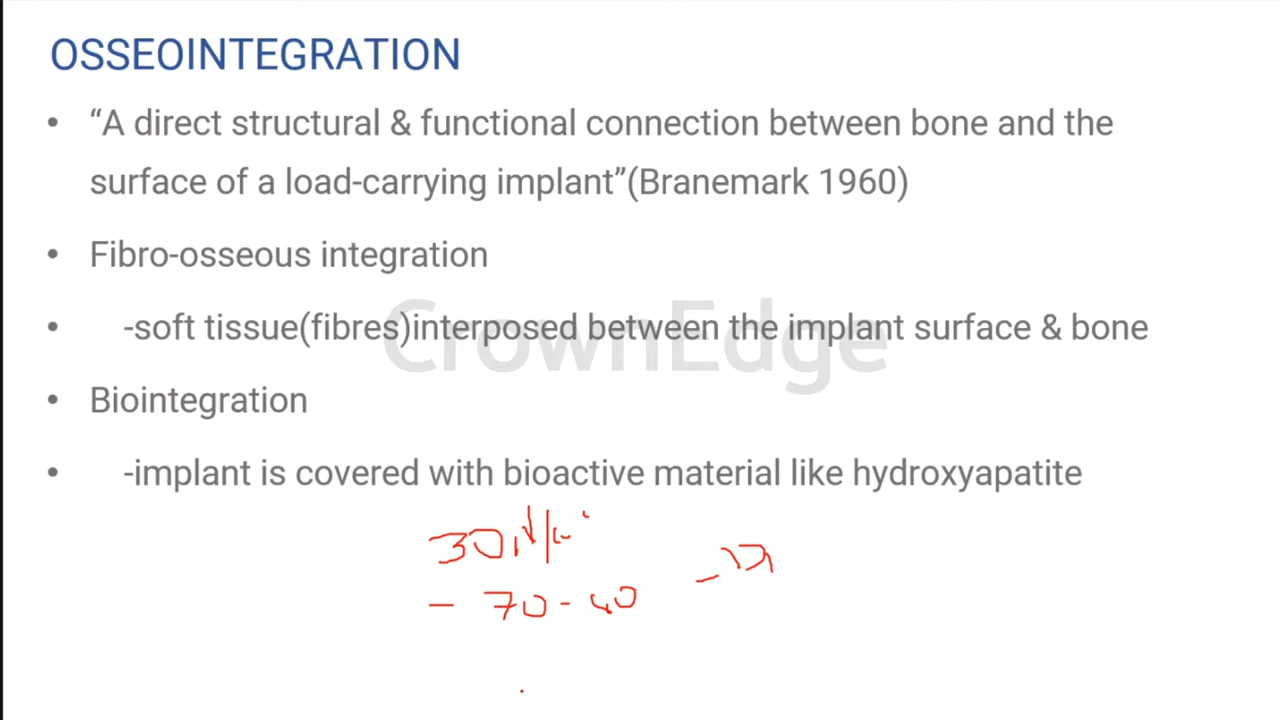 OSSEOINTEGRATION
• “A direct structural & functional connection between bone and the
surface of a load-carrying implant”(Branemark 1960)
• Fibro-osseous integration
• -soft tissue(fibres)interposed between the implant surface & bone
CrownEdge
• Biointegration
• -implant is covered with bioactive material like hydroxyapatite
30
- 70 -